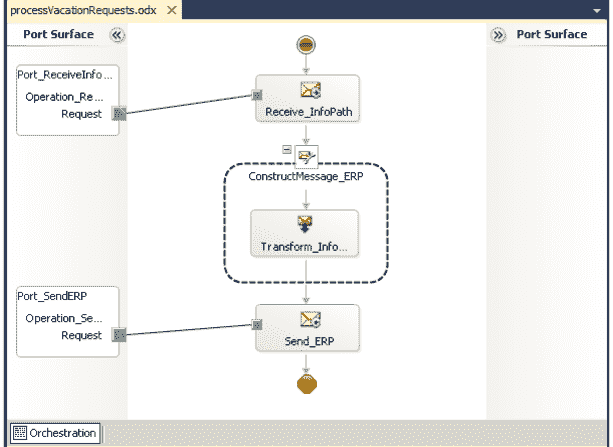 processVacationRequests.odx
Port Surface
Port Surface
Port_ReceiveInfo...
Operation_Re...
Request
Receive_InfoPath
ConstructMessage_ERP
Transform_Info...
Port_SendERP
Operation_Se...
Request
Send_ERP
Orchestration